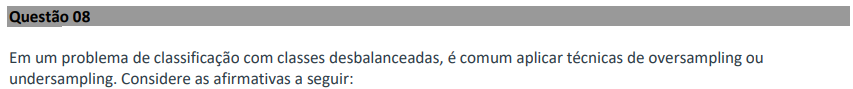 Questão 08
Em um problema de classificação com classes desbalanceadas, é comum aplicar técnicas de oversampling ou
undersampling. Considere as afirmativas a seguir: